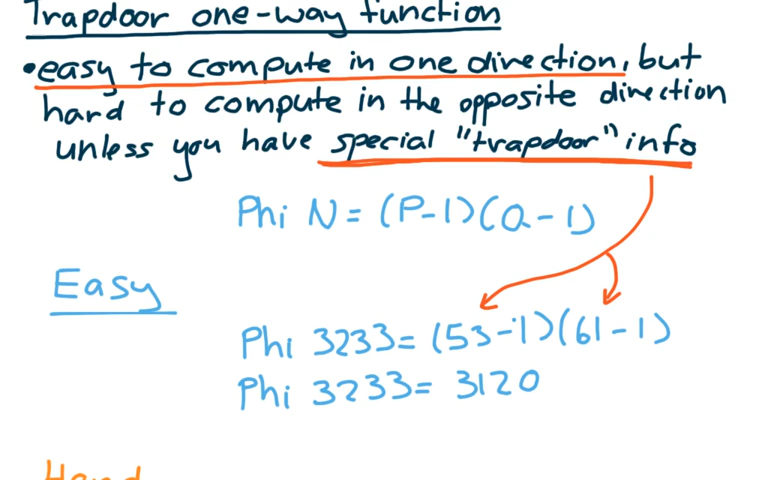 Trapdoor one-way function
•easy to compute in one direction, but
hard to compute in the opposite direction
unless you have special "trapdoor" info
Phi N = (P-1)(Q-1)
Easy
Phi 3233 = (53-1)(61-1)
Phi 3233 = 3120
Hard